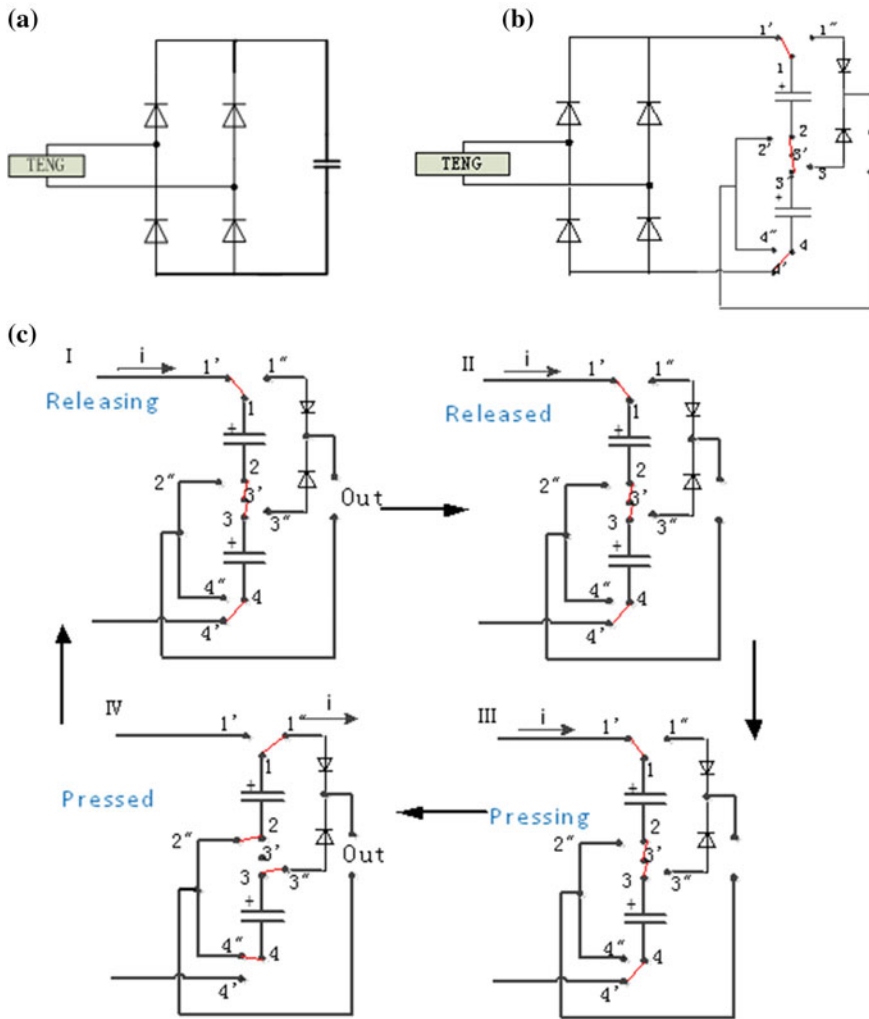 (a)
TENG
(b)
1' 1"
1
+
2
2' 3'
3' 3
+
4" 4
4'
TENG
(c)
I i 1' 1"
Releasing
1
+
2
2" 3'
3 3"
Out
+
4" 4
4'
II i 1' 1"
Released
1
+
2
2" 3'
3 3"
+
4" 4
4'
IV 1' 1" i
1
Pressed
+
2
2" 3'
3 3"
Out
+
4" 4
4'
III i 1' 1"
1
Pressing
+
2
2" 3'
3 3"
+
4" 4
4'